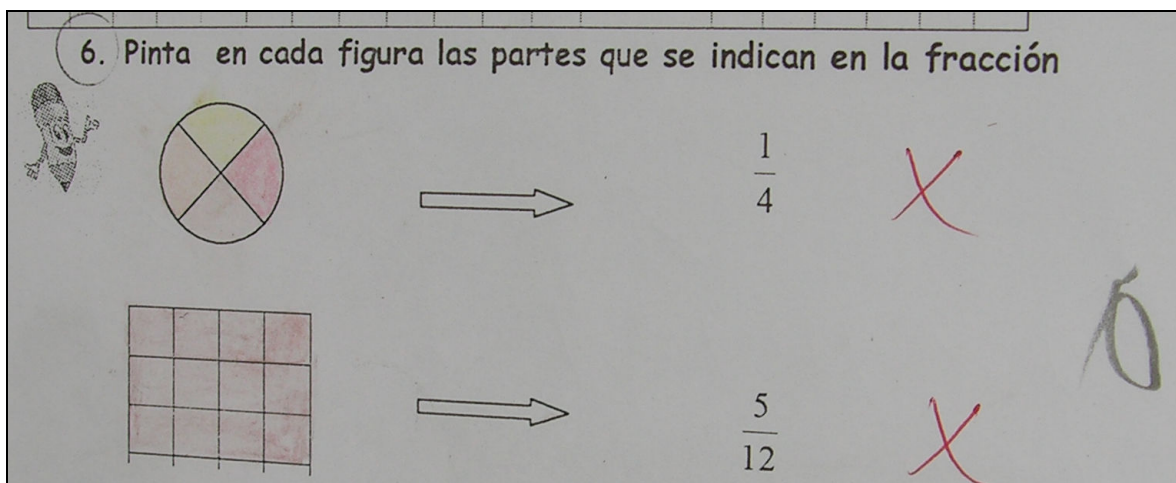 6. Pinta en cada figura las partes que se indican en la fracción
1/4
X
5/12
X